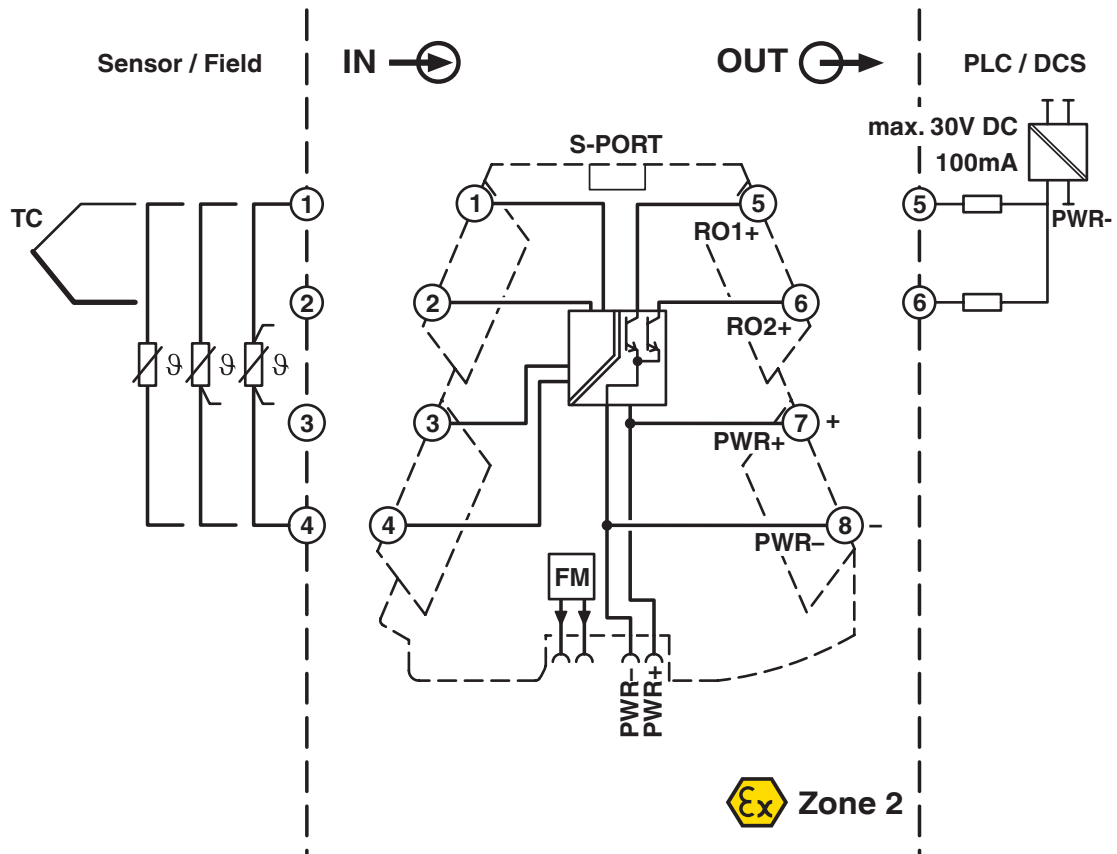 Sensor / Field
IN
OUT
PLC / DCS
max. 30V DC
100mA
S-PORT
TC
1
1
5
5
RO1+
PWR-
2
2
6
6
RO2+
ϑ
ϑ
ϑ
3
3
7
+
PWR+
4
4
8
–
PWR–
FM
PWR-
PWR+
Ex
Zone 2